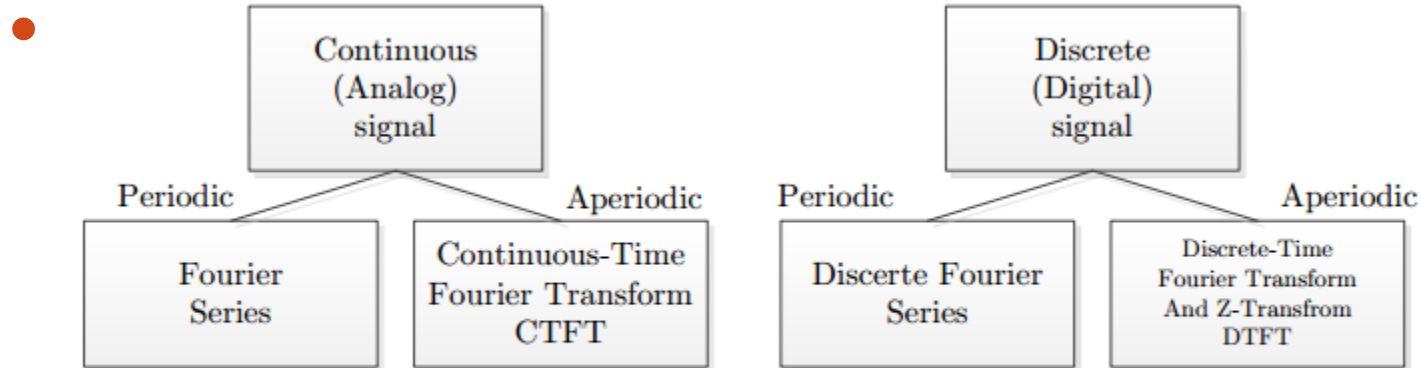 Continuous
(Analog)
signal
Periodic
Aperiodic
Fourier
Series
Continuous-Time
Fourier Transform
CTFT
Discrete
(Digital)
signal
Periodic
Aperiodic
Discerte Fourier
Series
Discrete-Time
Fourier Transform
And Z-Transfrom
DTFT